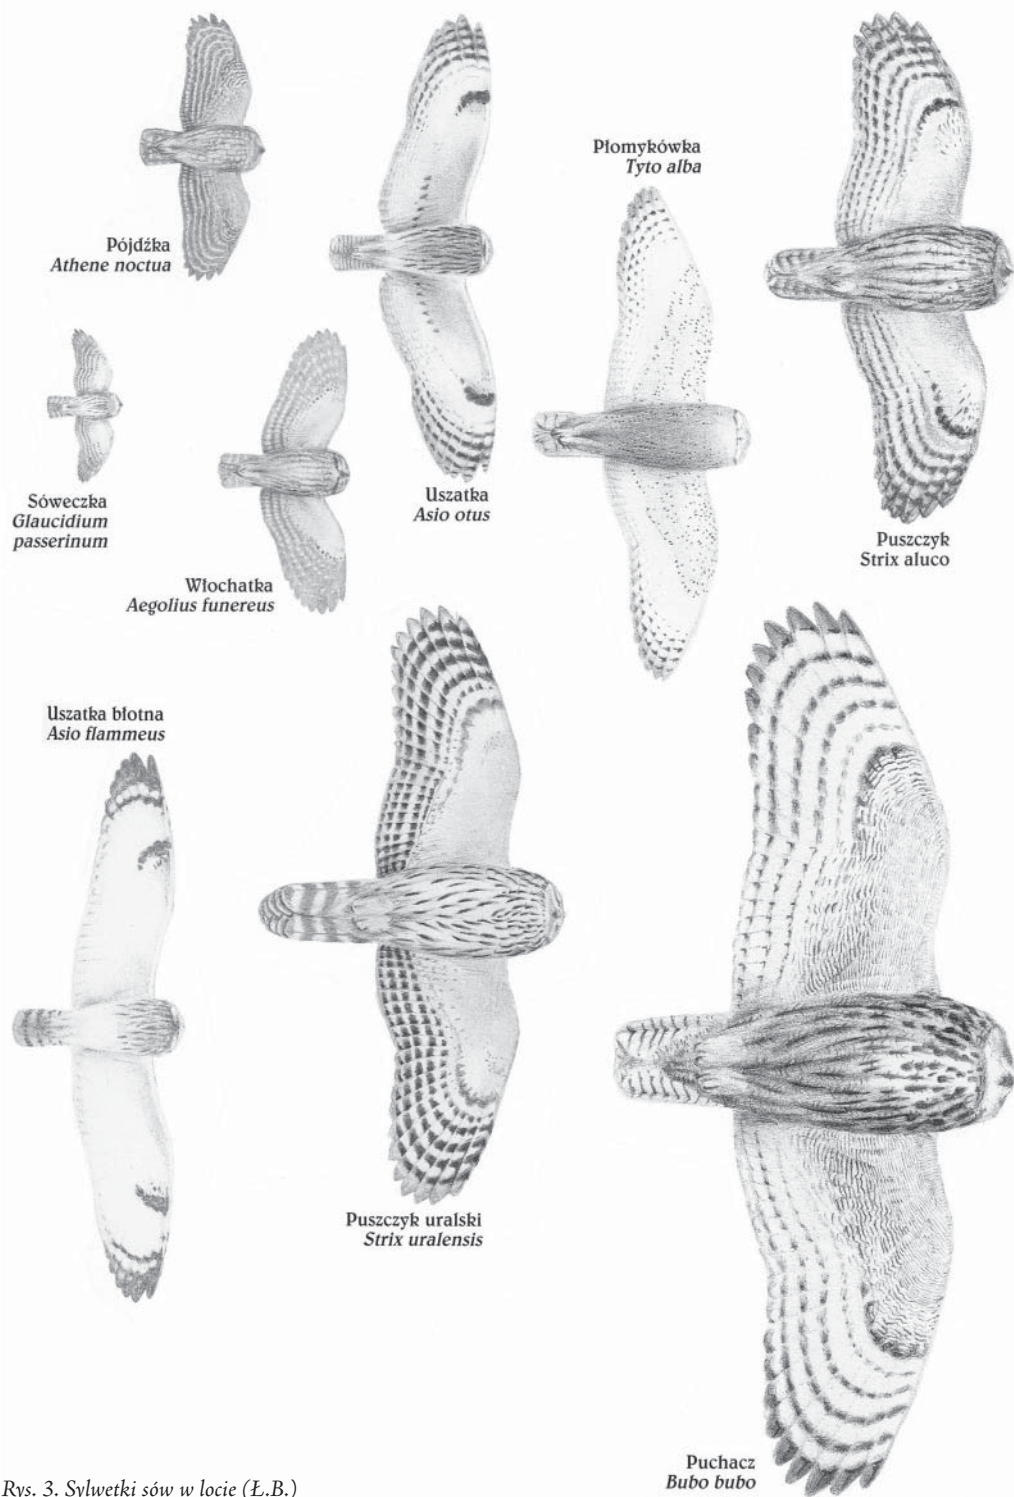 Pójdźka
Athene noctua
Płomykówka
Tyto alba
Sóweczka
Glaucidium
passerinum
Włochatka
Aegolius funereus
Uszatka
Asio otus
Puszczyk
Strix aluco
Uszatka błotna
Asio flammeus
Puszczyk uralski
Strix uralensis
Puchacz
Bubo bubo
Rys. 3. Sylwetki sów w locie (Ł.B.)